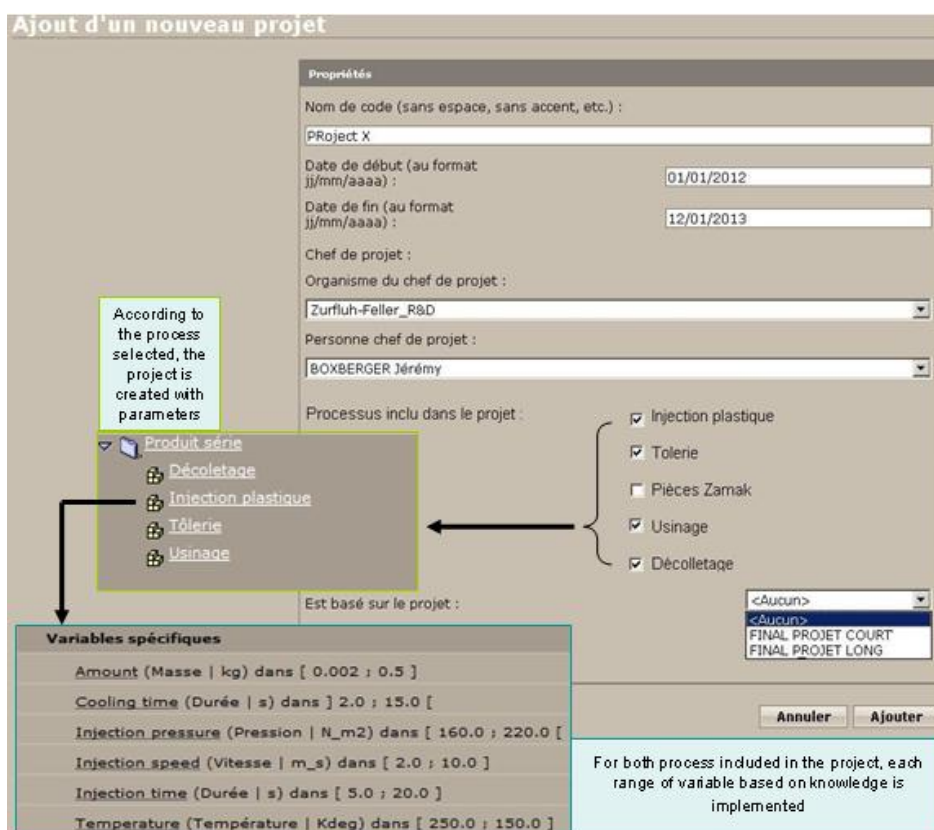 Ajout d'un nouveau projet
Propriétés
Nom de code (sans espace, sans accent, etc.) :
PRoject X
Date de début (au format
jj/mm/aaaa) :
01/01/2012
Date de fin (au format
jj/mm/aaaa) :
12/01/2013
Chef de projet :
Organisme du chef de projet :
Zurfluh-Feller_R&D
Personne chef de projet :
BOXBERGER Jérémy
According to
the process
selected, the
project is
created with
parameters
Processus inclu dans le projet :
Injection plastique
Tolerie
Pièces Zamak
Usinage
Décolletage
Produit série
Décoletage
Injection plastique
Tôlerie
Usinage
Est basé sur le projet :
<Aucun>
<Aucun>
FINAL PROJET COURT
FINAL PROJET LONG
Variables spécifiques
Amount (Masse | kg) dans [ 0.002 ; 0.5 ]
Cooling time (Durée | s) dans ] 2.0 ; 15.0 [
Injection pressure (Pression | N_m2) dans [ 160.0 ; 220.0 [
Injection speed (Vitesse | m_s) dans [ 2.0 ; 10.0 ]
Injection time (Durée | s) dans [ 5.0 ; 20.0 ]
Temperature (Température | Kdeg) dans [ 250.0 ; 150.0 ]
Annuler
Ajouter
For both process included in the project, each
range of variable based on knowledge is
implemented